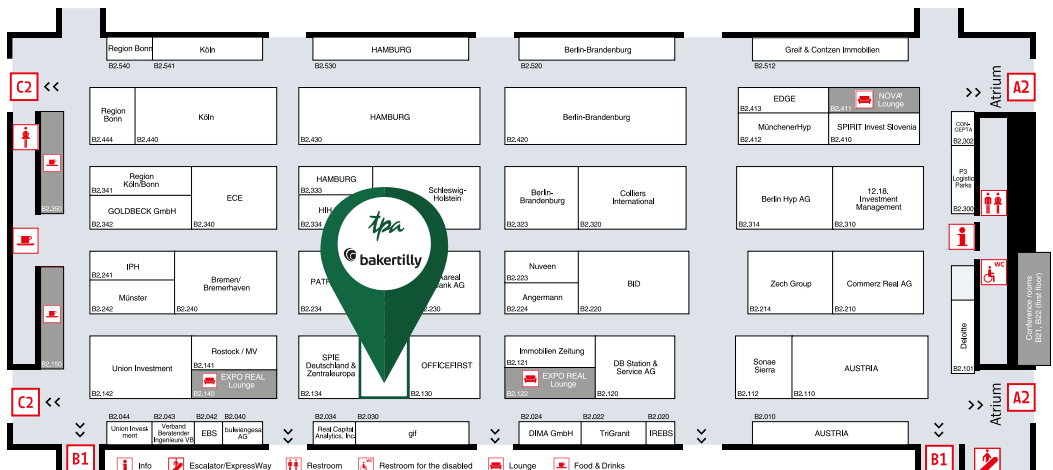 Region Bonn
Köln
HAMBURG
Berlin-Brandenburg
Greif & Contzen Immobilien
B2.540
B2.541
B2.530
B2.520
B2.512
C2
<<
>>
Atrium
A2
Region
Bonn
B2.444
Köln
B2.440
HAMBURG
B2.430
Berlin-Brandenburg
B2.420
EDGE
B2.413
NOVA
Lounge
B2.411
MünchenerHyp
B2.412
SPIRIT Invest Slovenia
B2.410
CON-
CEPTA
B2.302
P3
Logistic
Parks
B2.300
B2.350
Region
Köln/Bonn
B2.341
GOLDBECK GmbH
B2.342
ECE
B2.340
HAMBURG
B2.333
HIH
B2.334
Schleswig-
Holstein
tpa
bakertilly
Berlin-
Brandenburg
B2.323
Colliers
International
B2.320
Berlin Hyp AG
B2.314
12.18.
Investment
Management
B2.310
IPH
B2.241
Münster
B2.242
Bremen/
Bremerhaven
B2.240
B2.234
Nuveen
B2.223
Angermann
B2.224
BID
B2.220
Zech Group
B2.214
Commerz Real AG
B2.210
WC
Conference rooms
B21, B22 (first floor)
B2.150
Union Investment
B2.142
Rostock / MV
B2.141
EXPO REAL
Lounge
B2.140
SPIE
Deutschland &
Zentraleuropa
B2.134
OFFICEFIRST
B2.130
Immobilien Zeitung
B2.121
EXPO REAL
Lounge
B2.122
DB Station &
Service AG
B2.120
Sonae
Sierra
B2.112
AUSTRIA
B2.110
Deloitte
B2.101
C2
<<
>>
Atrium
A2
B2.044
B2.043
B2.042
B2.040
B2.034
B2.030
B2.024
B2.022
B2.020
B2.010
Union Invest-
ment
Verband
Beratender
Ingenieure VB
EBS
bulwiengesa
AG
Real Capital
Analytics, Inc.
gif
DIMA GmbH
TriGranit
IREBS
AUSTRIA
B1
B1
Info
Escalator/ExpressWay
Restroom
WC
Restroom for the disabled
Lounge
Food & Drinks